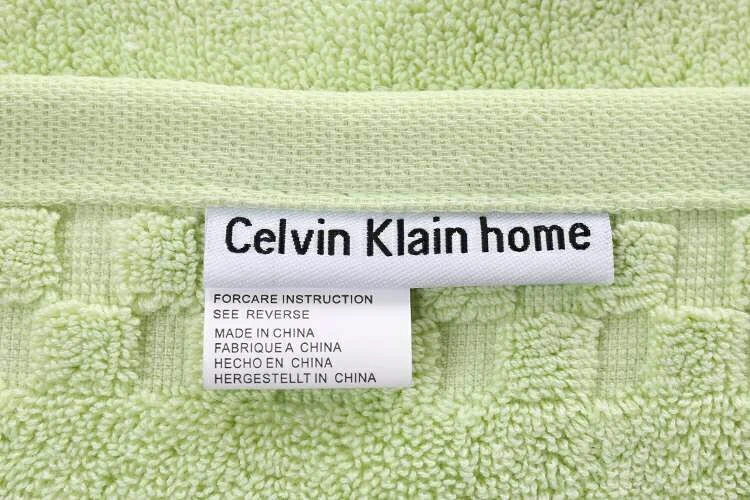 Celvin Klain home
FORCARE INSTRUCTION
SEE REVERSE
MADE IN CHINA
FABRIQUE A CHINA
HECHO EN CHINA
HERGESTELLT IN CHINA